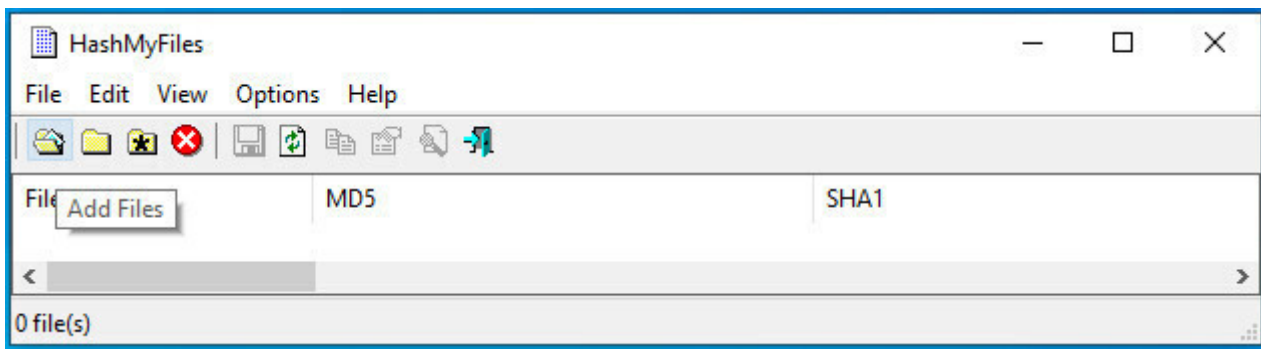 HashMyFiles
File Edit View Options Help
File MD5 SHA1
Add Files
0 file(s)